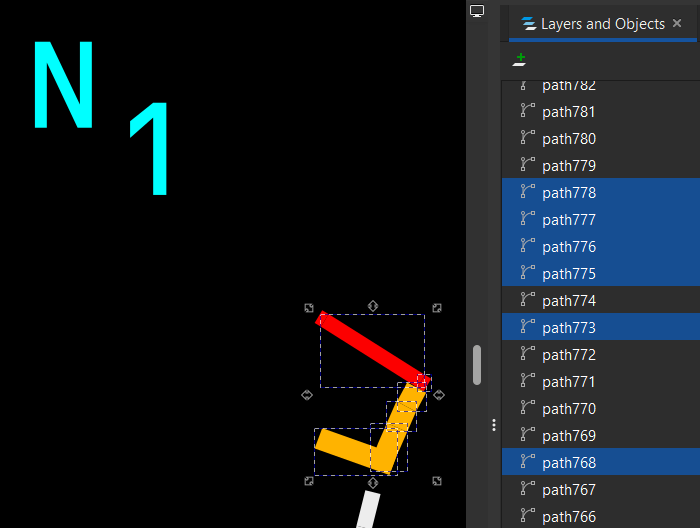 N
1
Layers and Objects
path782
path781
path780
path779
path778
path777
path776
path775
path774
path773
path772
path771
path770
path769
path768
path767
path766